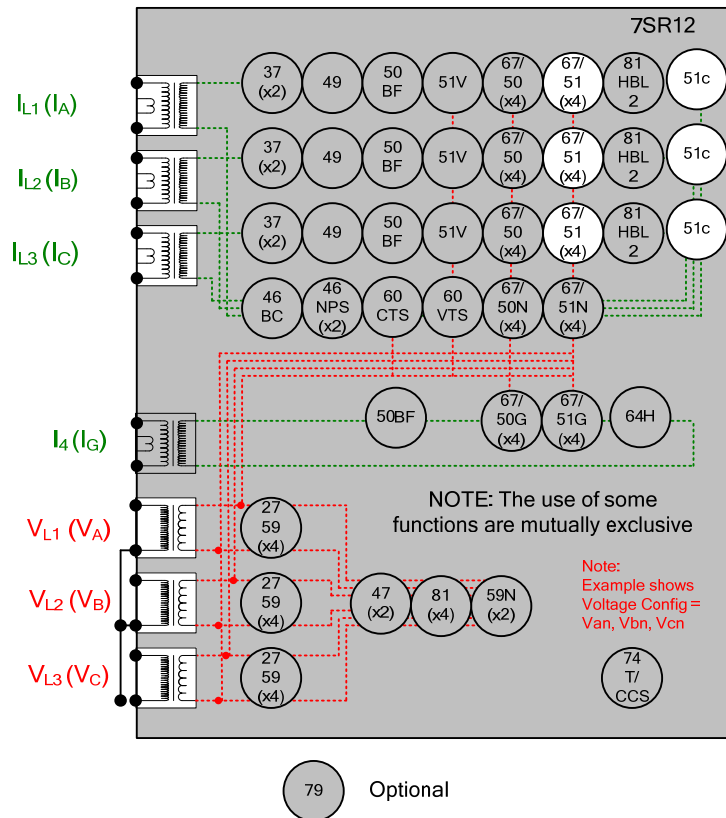 7SR12
IL1 (IA)
37
(x2)
49
50
BF
51V
67/
50
(x4)
67/
51
(x4)
81
HBL
2
51c
IL2 (IB)
37
(x2)
49
50
BF
51V
67/
50
(x4)
67/
51
(x4)
81
HBL
2
51c
IL3 (IC)
37
(x2)
49
50
BF
51V
67/
50
(x4)
67/
51
(x4)
81
HBL
2
51c
46
BC
46
NPS
(x2)
60
CTS
60
VTS
67/
50N
(x4)
67/
51N
(x4)
I4 (IG)
50BF
67/
50G
(x4)
67/
51G
(x4)
64H
NOTE: The use of some
functions are mutually exclusive
VL1 (VA)
27
59
(x4)
VL2 (VB)
27
59
(x4)
47
(x2)
81
(x4)
59N
(x2)
Note:
Example shows
Voltage Config =
Van, Vbn, Vcn
VL3 (VC)
27
59
(x4)
74
T/
CCS
79
Optional